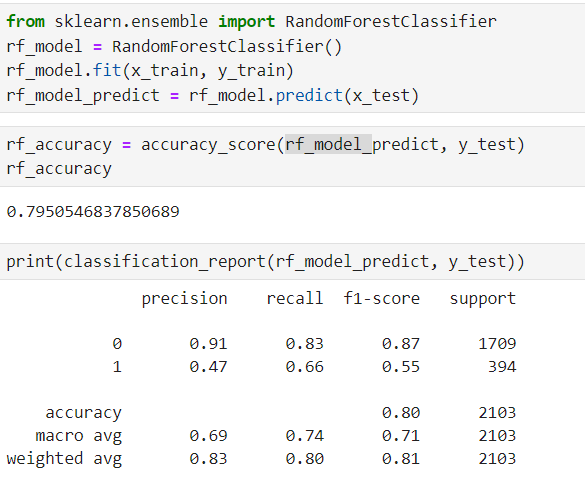 from sklearn.ensemble import RandomForestClassifier
rf_model = RandomForestClassifier()
rf_model.fit(x_train, y_train)
rf_model_predict = rf_model.predict(x_test)
rf_accuracy = accuracy_score(rf_model_predict, y_test)
rf_accuracy
0.7950546837850689
print(classification_report(rf_model_predict, y_test))
precision recall f1-score support
0 0.91 0.83 0.87 1709
1 0.47 0.66 0.55 394
accuracy 0.80 2103
macro avg 0.69 0.74 0.71 2103
weighted avg 0.83 0.80 0.81 2103